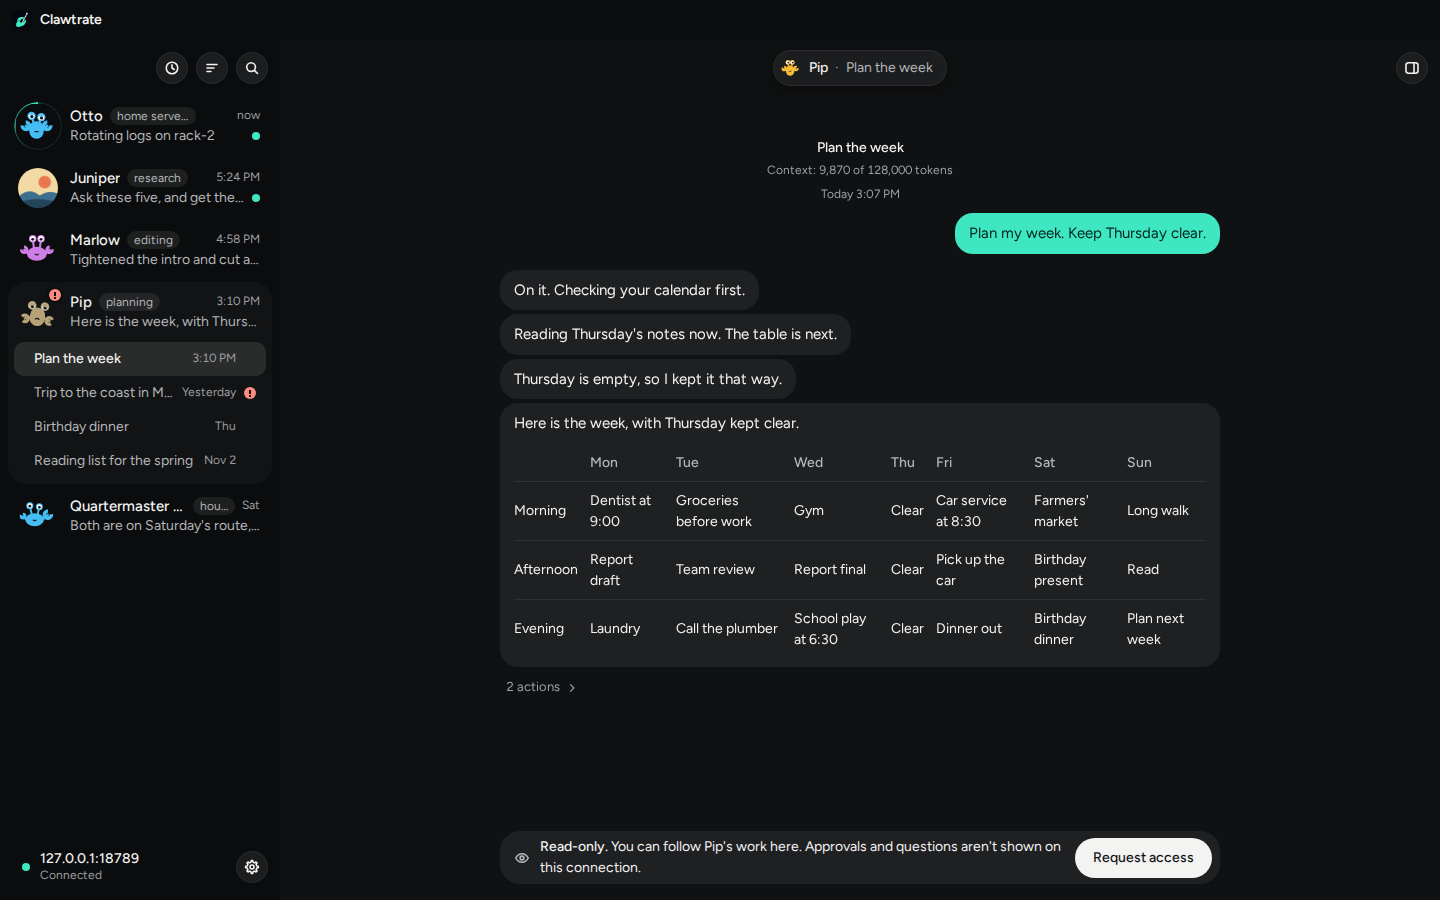 Clawtrate
Otto home serve... now
Rotating logs on rack-2
Juniper research 5:24 PM
Ask these five, and get the...
Marlow editing 4:58 PM
Tightened the intro and cut a...
Pip planning 3:10 PM
Here is the week, with Thurs...
Plan the week 3:10 PM
Trip to the coast in M... Yesterday
Birthday dinner Thu
Reading list for the spring Nov 2
Quartermaster ... hou... Sat
Both are on Saturday's route,...
127.0.0.1:18789
Connected
Pip · Plan the week
Plan the week
Context: 9,870 of 128,000 tokens
Today 3:07 PM
Plan my week. Keep Thursday clear.
On it. Checking your calendar first.
Reading Thursday's notes now. The table is next.
Thursday is empty, so I kept it that way.
Here is the week, with Thursday kept clear.
Mon Tue Wed Thu Fri Sat Sun
Morning Dentist at 9:00 Groceries before work Gym Clear Car service at 8:30 Farmers' market Long walk
Afternoon Report draft Team review Report final Clear Pick up the car Birthday present Read
Evening Laundry Call the plumber School play at 6:30 Clear Dinner out Birthday dinner Plan next week
2 actions
Read-only. You can follow Pip's work here. Approvals and questions aren't shown on
this connection.
Request access